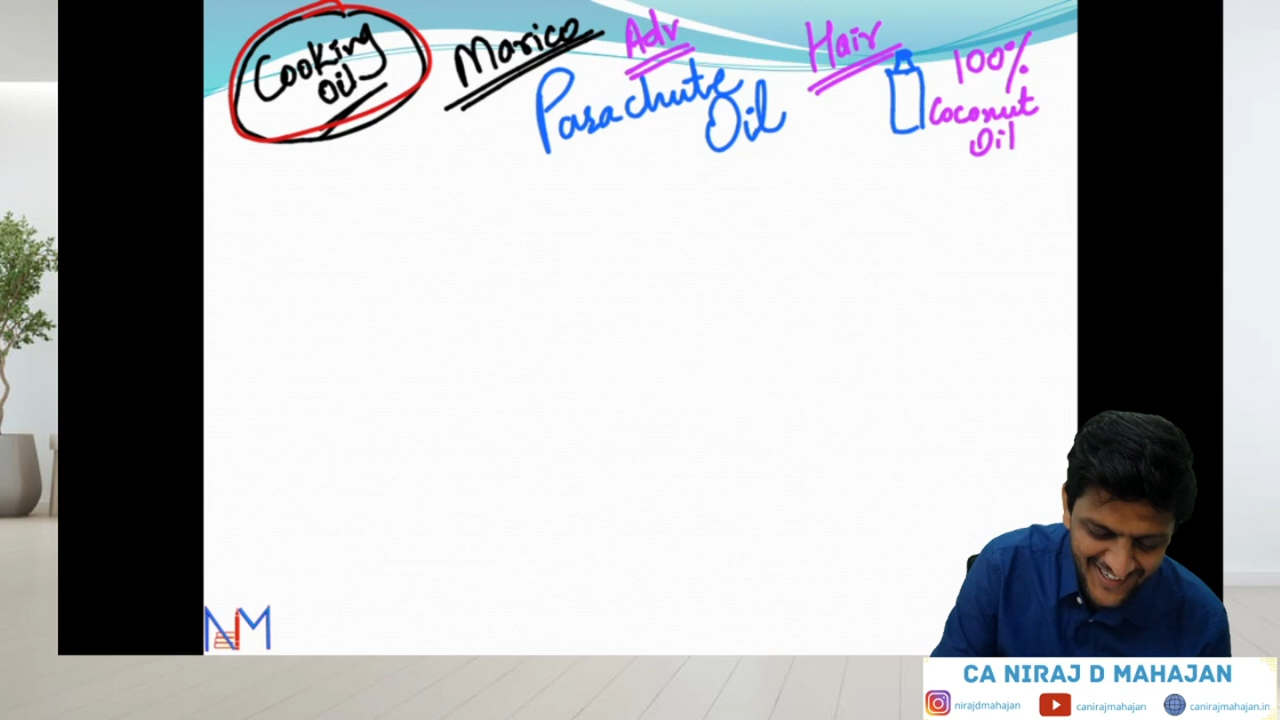 Cooking Oil
Marico
Adv
Parachute Oil
Hair
100%
Coconut
Oil
NM
CA NIRAJ D MAHAJAN
nirajdmahajan
canirajmahajan
canirajmahajan.in